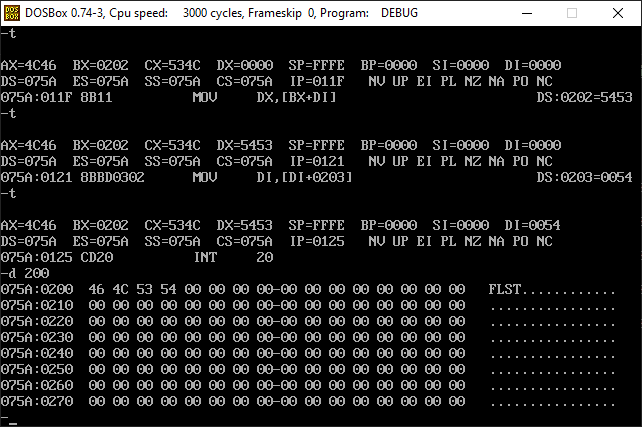 DOSBox 0.74-3, Cpu speed:    3000 cycles, Frameskip  0, Program:    DEBUG
-t
AX=4C46  BX=0202  CX=534C  DX=0000  SP=FFFE  BP=0000  SI=0000  DI=0000
DS=075A  ES=075A  SS=075A  CS=075A  IP=011F   NV UP EI PL NZ NA PO NC
075A:011F 8B11          MOV     DX,[BX+DI]                         DS:0202=5453
-t
AX=4C46  BX=0202  CX=534C  DX=5453  SP=FFFE  BP=0000  SI=0000  DI=0000
DS=075A  ES=075A  SS=075A  CS=075A  IP=0121   NV UP EI PL NZ NA PO NC
075A:0121 8BBD0302      MOV     DI,[DI+0203]                       DS:0203=0054
-t
AX=4C46  BX=0202  CX=534C  DX=5453  SP=FFFE  BP=0000  SI=0000  DI=0054
DS=075A  ES=075A  SS=075A  CS=075A  IP=0125   NV UP EI PL NZ NA PO NC
075A:0125 CD20          INT     20
-d 200
075A:0200  46 4C 53 54 00 00 00 00-00 00 00 00 00 00 00 00   FLST............
075A:0210  00 00 00 00 00 00 00 00-00 00 00 00 00 00 00 00   ................
075A:0220  00 00 00 00 00 00 00 00-00 00 00 00 00 00 00 00   ................
075A:0230  00 00 00 00 00 00 00 00-00 00 00 00 00 00 00 00   ................
075A:0240  00 00 00 00 00 00 00 00-00 00 00 00 00 00 00 00   ................
075A:0250  00 00 00 00 00 00 00 00-00 00 00 00 00 00 00 00   ................
075A:0260  00 00 00 00 00 00 00 00-00 00 00 00 00 00 00 00   ................
075A:0270  00 00 00 00 00 00 00 00-00 00 00 00 00 00 00 00   ................
-_